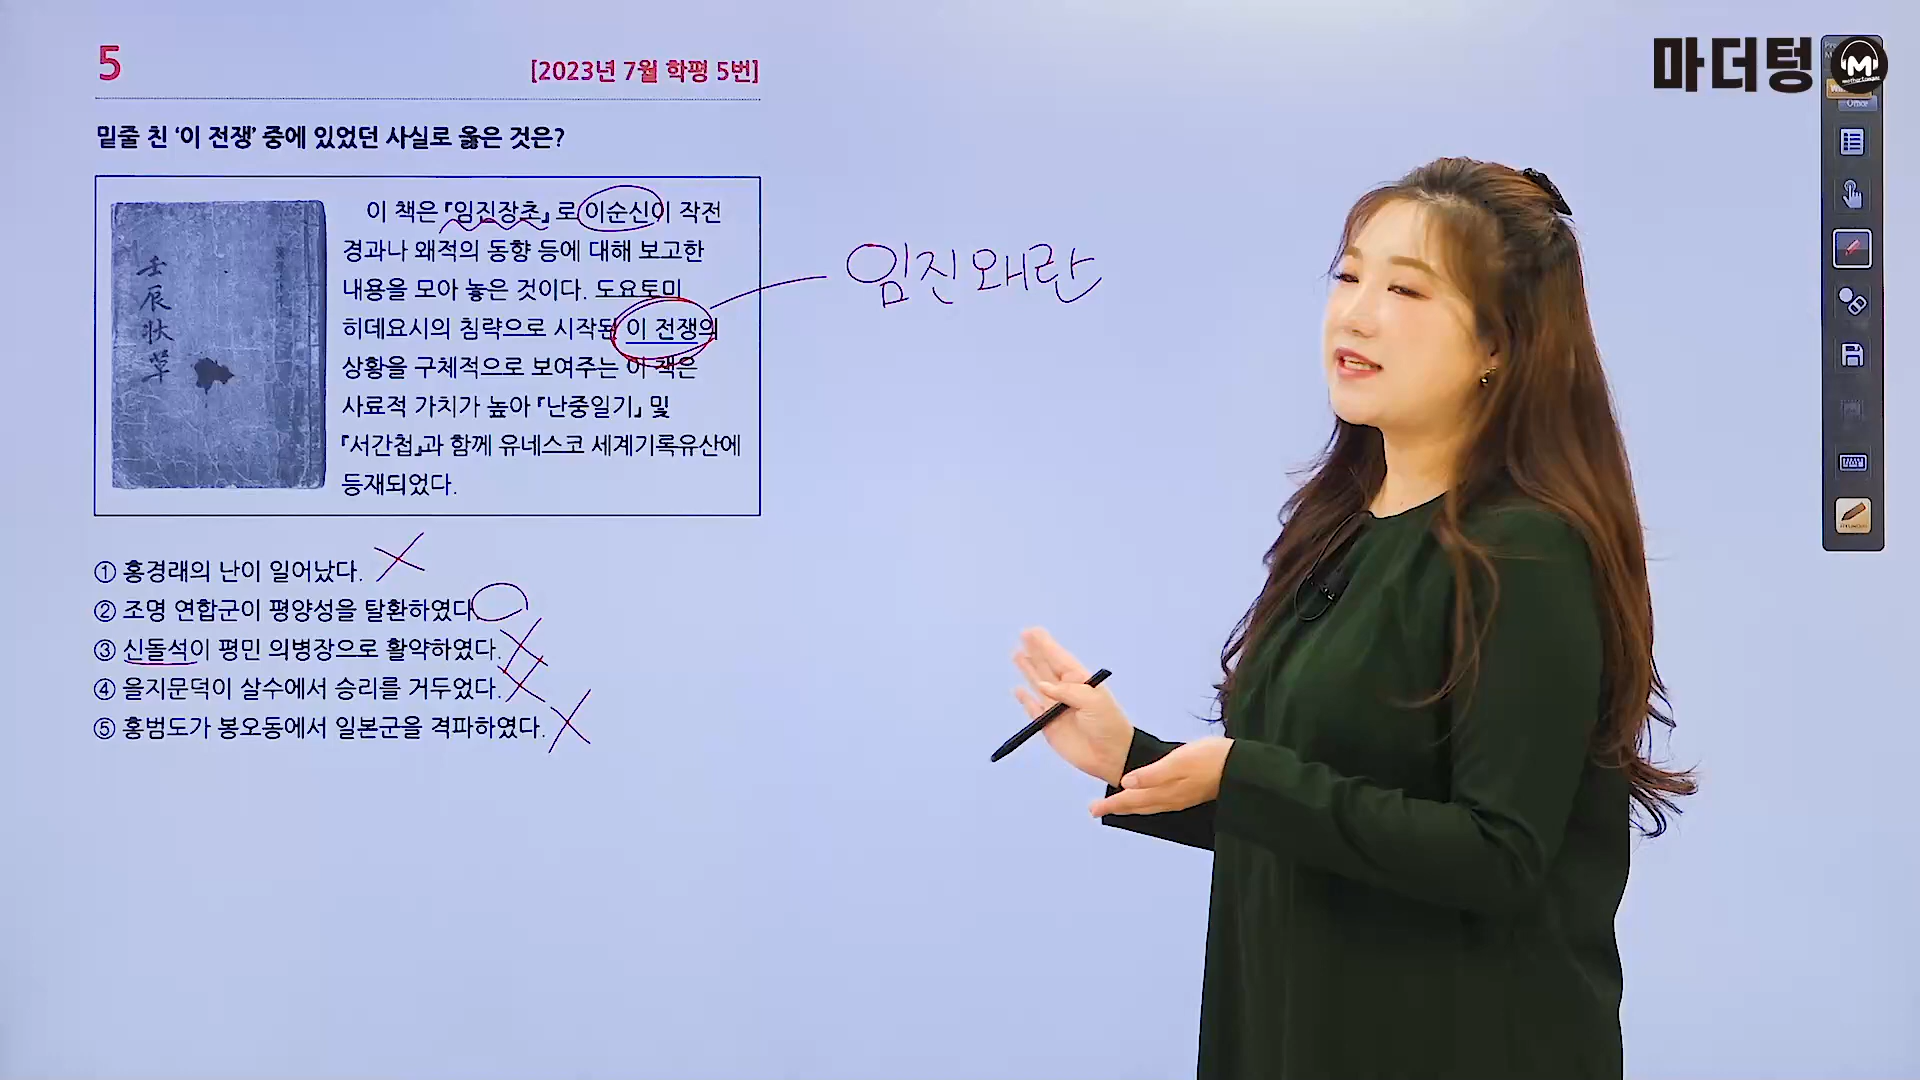 5
[2023년 7월 학평 5번]
밑줄 친 ‘이 전쟁’ 중에 있었던 사실로 옳은 것은?
壬辰狀草
이 책은 『임진장초』로 이순신이 작전
경과나 왜적의 동향 등에 대해 보고한
내용을 모아 놓은 것이다. 도요토미
히데요시의 침략으로 시작된 이 전쟁의
상황을 구체적으로 보여주는 이 책은
사료적 가치가 높아 『난중일기』 및
『서간첩』과 함께 유네스코 세계기록유산에
등재되었다.
임진왜란
① 홍경래의 난이 일어났다.
② 조명 연합군이 평양성을 탈환하였다.
③ 신돌석이 평민 의병장으로 활약하였다.
④ 을지문덕이 살수에서 승리를 거두었다.
⑤ 홍범도가 봉오동에서 일본군을 격파하였다.
마더텅
M
Office